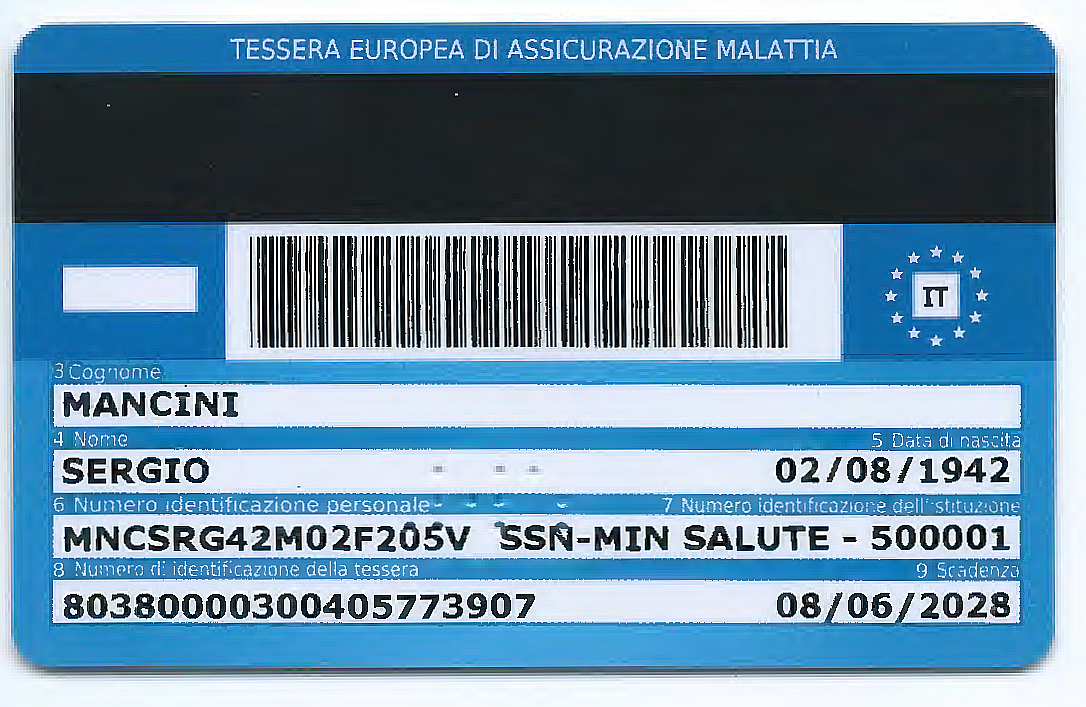 TESSERA EUROPEA DI ASSICURAZIONE MALATTIA
IT
3 Cognome
MANCINI
4 Nome 5 Data di nascita
SERGIO 02/08/1942
6 Numero identificazione personale 7 Numero identificazione dell'istituzione
MNCSRG42M02F205V SSN-MIN SALUTE - 500001
8 Numero di identificazione della tessera 9 Scadenza
80380000300405773907 08/06/2028